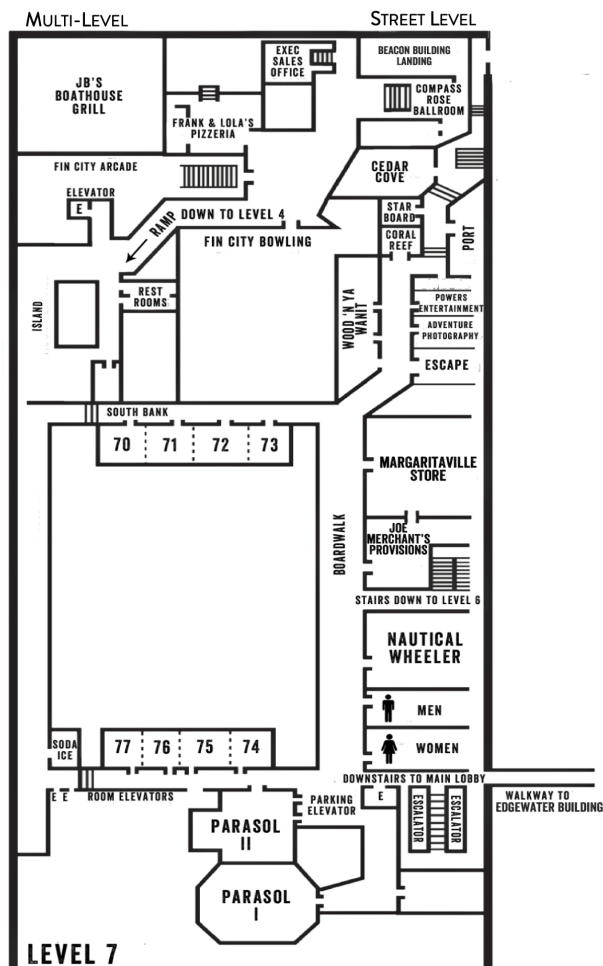 MULTI-LEVEL
STREET LEVEL
EXEC
SALES
OFFICE
BEACON BUILDING
LANDING
JB'S
BOATHOUSE
GRILL
COMPASS
ROSE
BALLROOM
FRANK & LOLA'S
PIZZERIA
FIN CITY ARCADE
CEDAR
COVE
ELEVATOR
E
RAMP
DOWN TO LEVEL 4
STAR
BOARD
PORT
FIN CITY BOWLING
CORAL
REEF
ISLAND
REST
ROOMS
WOOD 'N YA
WANIT
POWERS
ENTERTAINMENT
ADVENTURE
PHOTOGRAPHY
ESCAPE
SOUTH BANK
70
71
72
73
MARGARITAVILLE
STORE
BOARDWALK
JOE
MERCHANT'S
PROVISIONS
STAIRS DOWN TO LEVEL 6
NAUTICAL
WHEELER
MEN
WOMEN
SODA
ICE
77
76
75
74
DOWNSTAIRS TO MAIN LOBBY
E E
ROOM ELEVATORS
PARKING
ELEVATOR
E
ESCALATOR
ESCALATOR
WALKWAY TO
EDGEWATER BUILDING
PARASOL
II
PARASOL
I
LEVEL 7